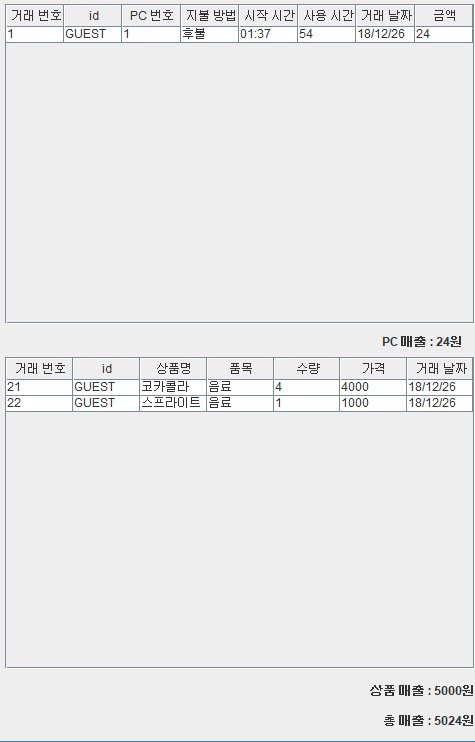 거래 번호 id PC 번호 지불 방법 시작 시간 사용 시간 거래 날짜 금액
1 GUEST 1 후불 01:37 54 18/12/26 24
PC 매출 : 24원
거래 번호 id 상품명 품목 수량 가격 거래 날짜
21 GUEST 코카콜라 음료 4 4000 18/12/26
22 GUEST 스프라이트 음료 1 1000 18/12/26
상품 매출 : 5000원
총 매출 : 5024원